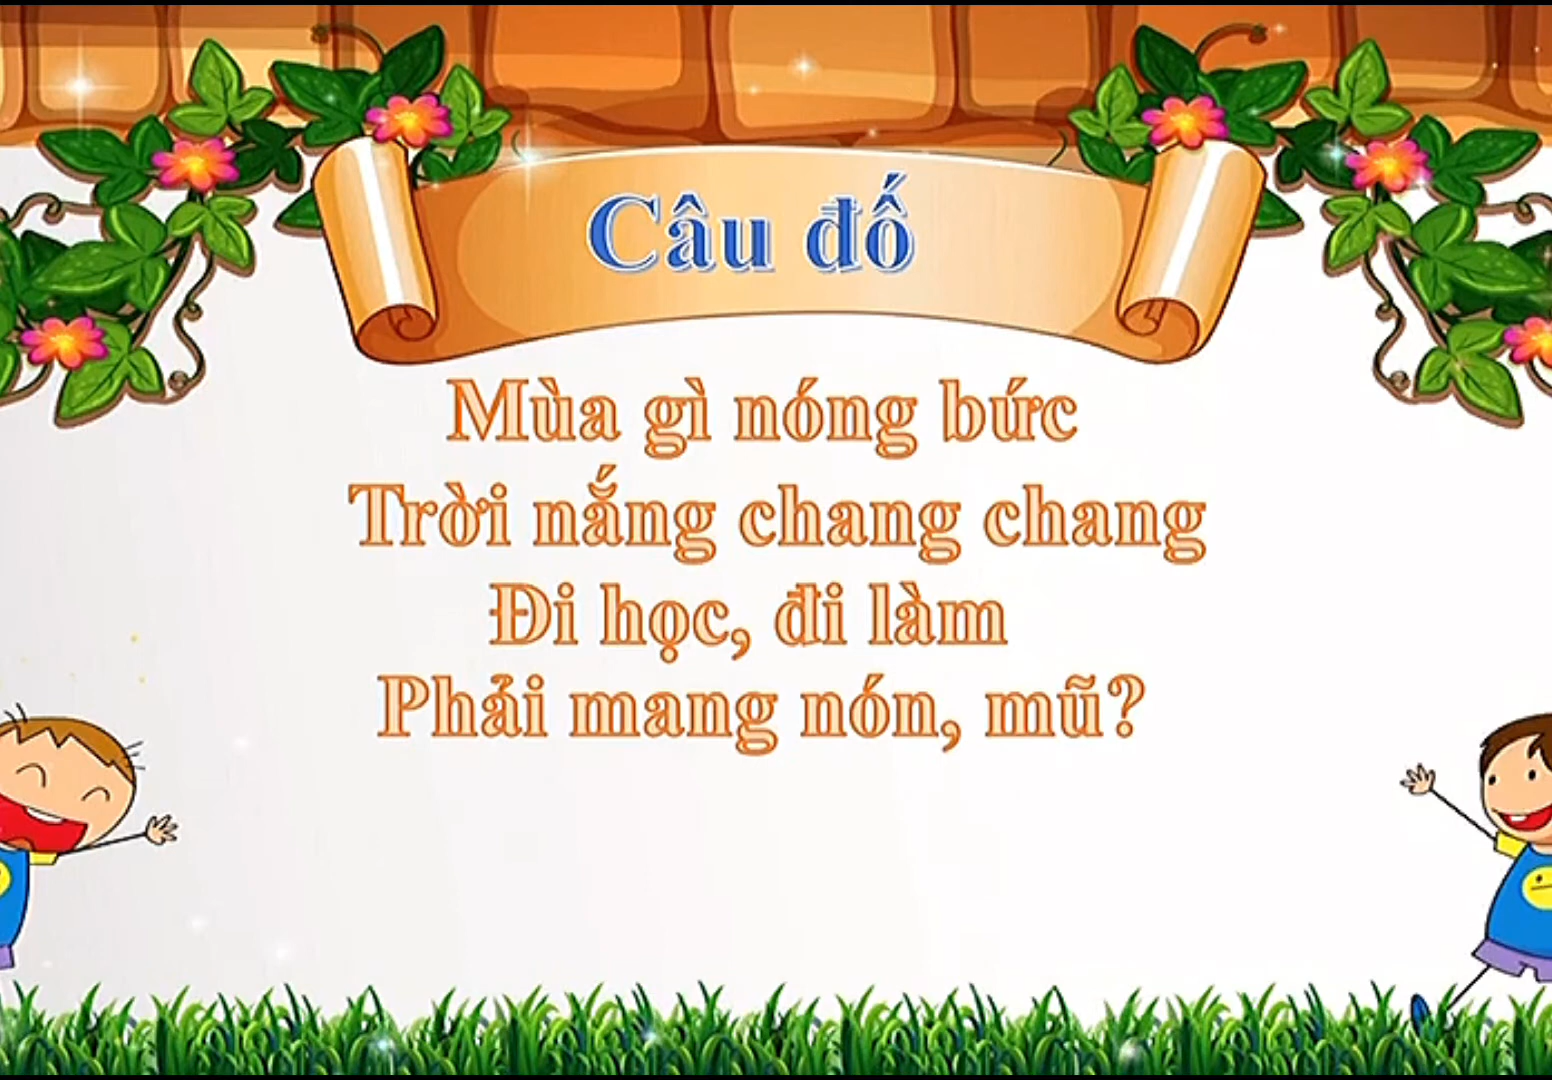 Câu đố
Mùa gì nóng bức
Trời nắng chang chang
Đi học, đi làm
Phải mang nón, mũ?